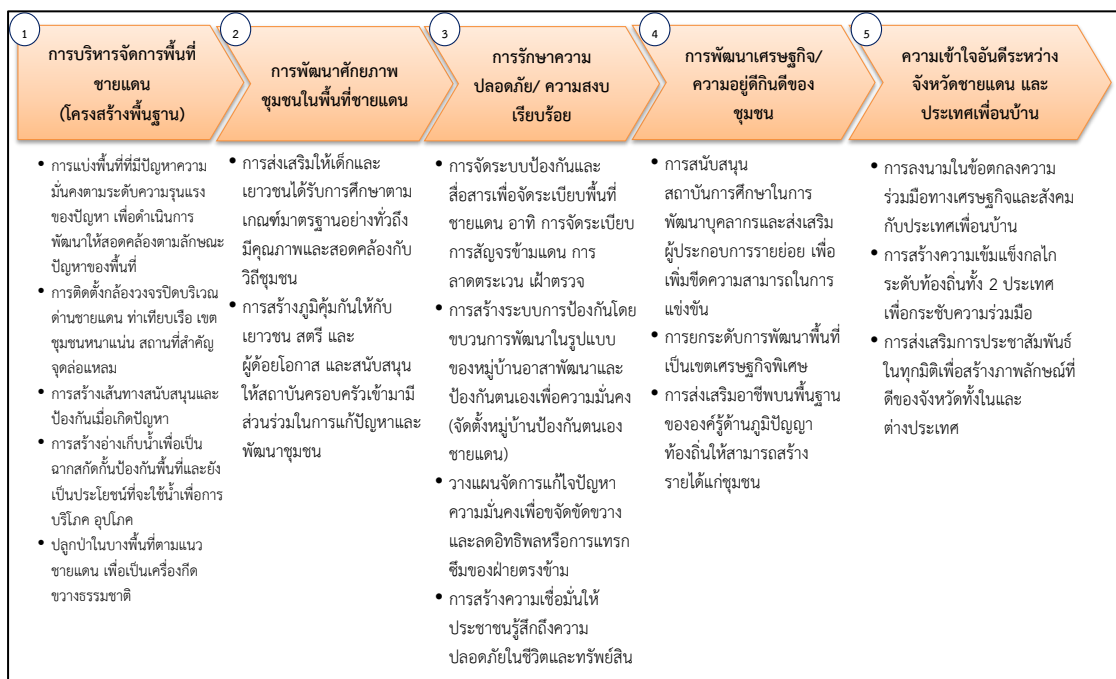 1
การบริหารจัดการพื้นที่
ชายแดน
(โครงสร้างพื้นฐาน)
• การแบ่งพื้นที่ที่มีปัญหาความ
มั่นคงตามระดับความรุนแรง
ของปัญหา เพื่อดำเนินการ
พัฒนาให้สอดคล้องตามลักษณะ
ปัญหาของพื้นที่
• การติดตั้งกล้องวงจรปิดบริเวณ
ด่านชายแดน ท่าเทียบเรือ เขต
ชุมชนหนาแน่น สถานที่สำคัญ
จุดล่อแหลม
• การสร้างเส้นทางสนับสนุนและ
ป้องกันเมื่อเกิดปัญหา
• การสร้างอ่างเก็บน้ำเพื่อเป็น
ฉากสกัดกั้นป้องกันพื้นที่และยัง
เป็นประโยชน์ที่จะใช้น้ำเพื่อการ
บริโภค อุปโภค
• ปลูกป่าในบางพื้นที่ตามแนว
ชายแดน เพื่อเป็นเครื่องกีด
ขวางธรรมชาติ
2
การพัฒนาศักยภาพ
ชุมชนในพื้นที่ชายแดน
• การส่งเสริมให้เด็กและ
เยาวชนได้รับการศึกษาตาม
เกณฑ์มาตรฐานอย่างทั่วถึง
มีคุณภาพและสอดคล้องกับ
วิถีชุมชน
• การสร้างภูมิคุ้มกันให้กับ
เยาวชน สตรี และ
ผู้ด้อยโอกาส และสนับสนุน
ให้สถาบันครอบครัวเข้ามามี
ส่วนร่วมในการแก้ปัญหาและ
พัฒนาชุมชน
3
การรักษาความ
ปลอดภัย/ ความสงบ
เรียบร้อย
• การจัดระบบป้องกันและ
สื่อสารเพื่อจัดระเบียบพื้นที่
ชายแดน อาทิ การจัดระเบียบ
การสัญจรข้ามแดน การ
ลาดตระเวน เฝ้าตรวจ
• การสร้างระบบการป้องกันโดย
ขบวนการพัฒนาในรูปแบบ
ของหมู่บ้านอาสาพัฒนาและ
ป้องกันตนเองเพื่อความมั่นคง
(จัดตั้งหมู่บ้านป้องกันตนเอง
ชายแดน)
• วางแผนจัดการแก้ไขปัญหา
ความมั่นคงเพื่อขจัดขัดขวาง
และลดอิทธิพลหรือการแทรก
ซึมของฝ่ายตรงข้าม
• การสร้างความเชื่อมั่นให้
ประชาชนรู้สึกถึงความ
ปลอดภัยในชีวิตและทรัพย์สิน
4
การพัฒนาเศรษฐกิจ/
ความอยู่ดีกินดีของ
ชุมชน
• การสนับสนุน
สถาบันการศึกษาในการ
พัฒนาบุคลากรและส่งเสริม
ผู้ประกอบการรายย่อย เพื่อ
เพิ่มขีดความสามารถในการ
แข่งขัน
• การยกระดับการพัฒนาพื้นที่
เป็นเขตเศรษฐกิจพิเศษ
• การส่งเสริมอาชีพบนพื้นฐาน
ขององค์รู้ด้านภูมิปัญญา
ท้องถิ่นให้สามารถสร้าง
รายได้แก่ชุมชน
5
ความเข้าใจอันดีระหว่าง
จังหวัดชายแดน และ
ประเทศเพื่อนบ้าน
• การลงนามในข้อตกลงความ
ร่วมมือทางเศรษฐกิจและสังคม
กับประเทศเพื่อนบ้าน
• การสร้างความเข้มแข็งกลไก
ระดับท้องถิ่นทั้ง 2 ประเทศ
เพื่อกระชับความร่วมมือ
• การส่งเสริมการประชาสัมพันธ์
ในทุกมิติเพื่อสร้างภาพลักษณ์ที่
ดีของจังหวัดทั้งในและ
ต่างประเทศ